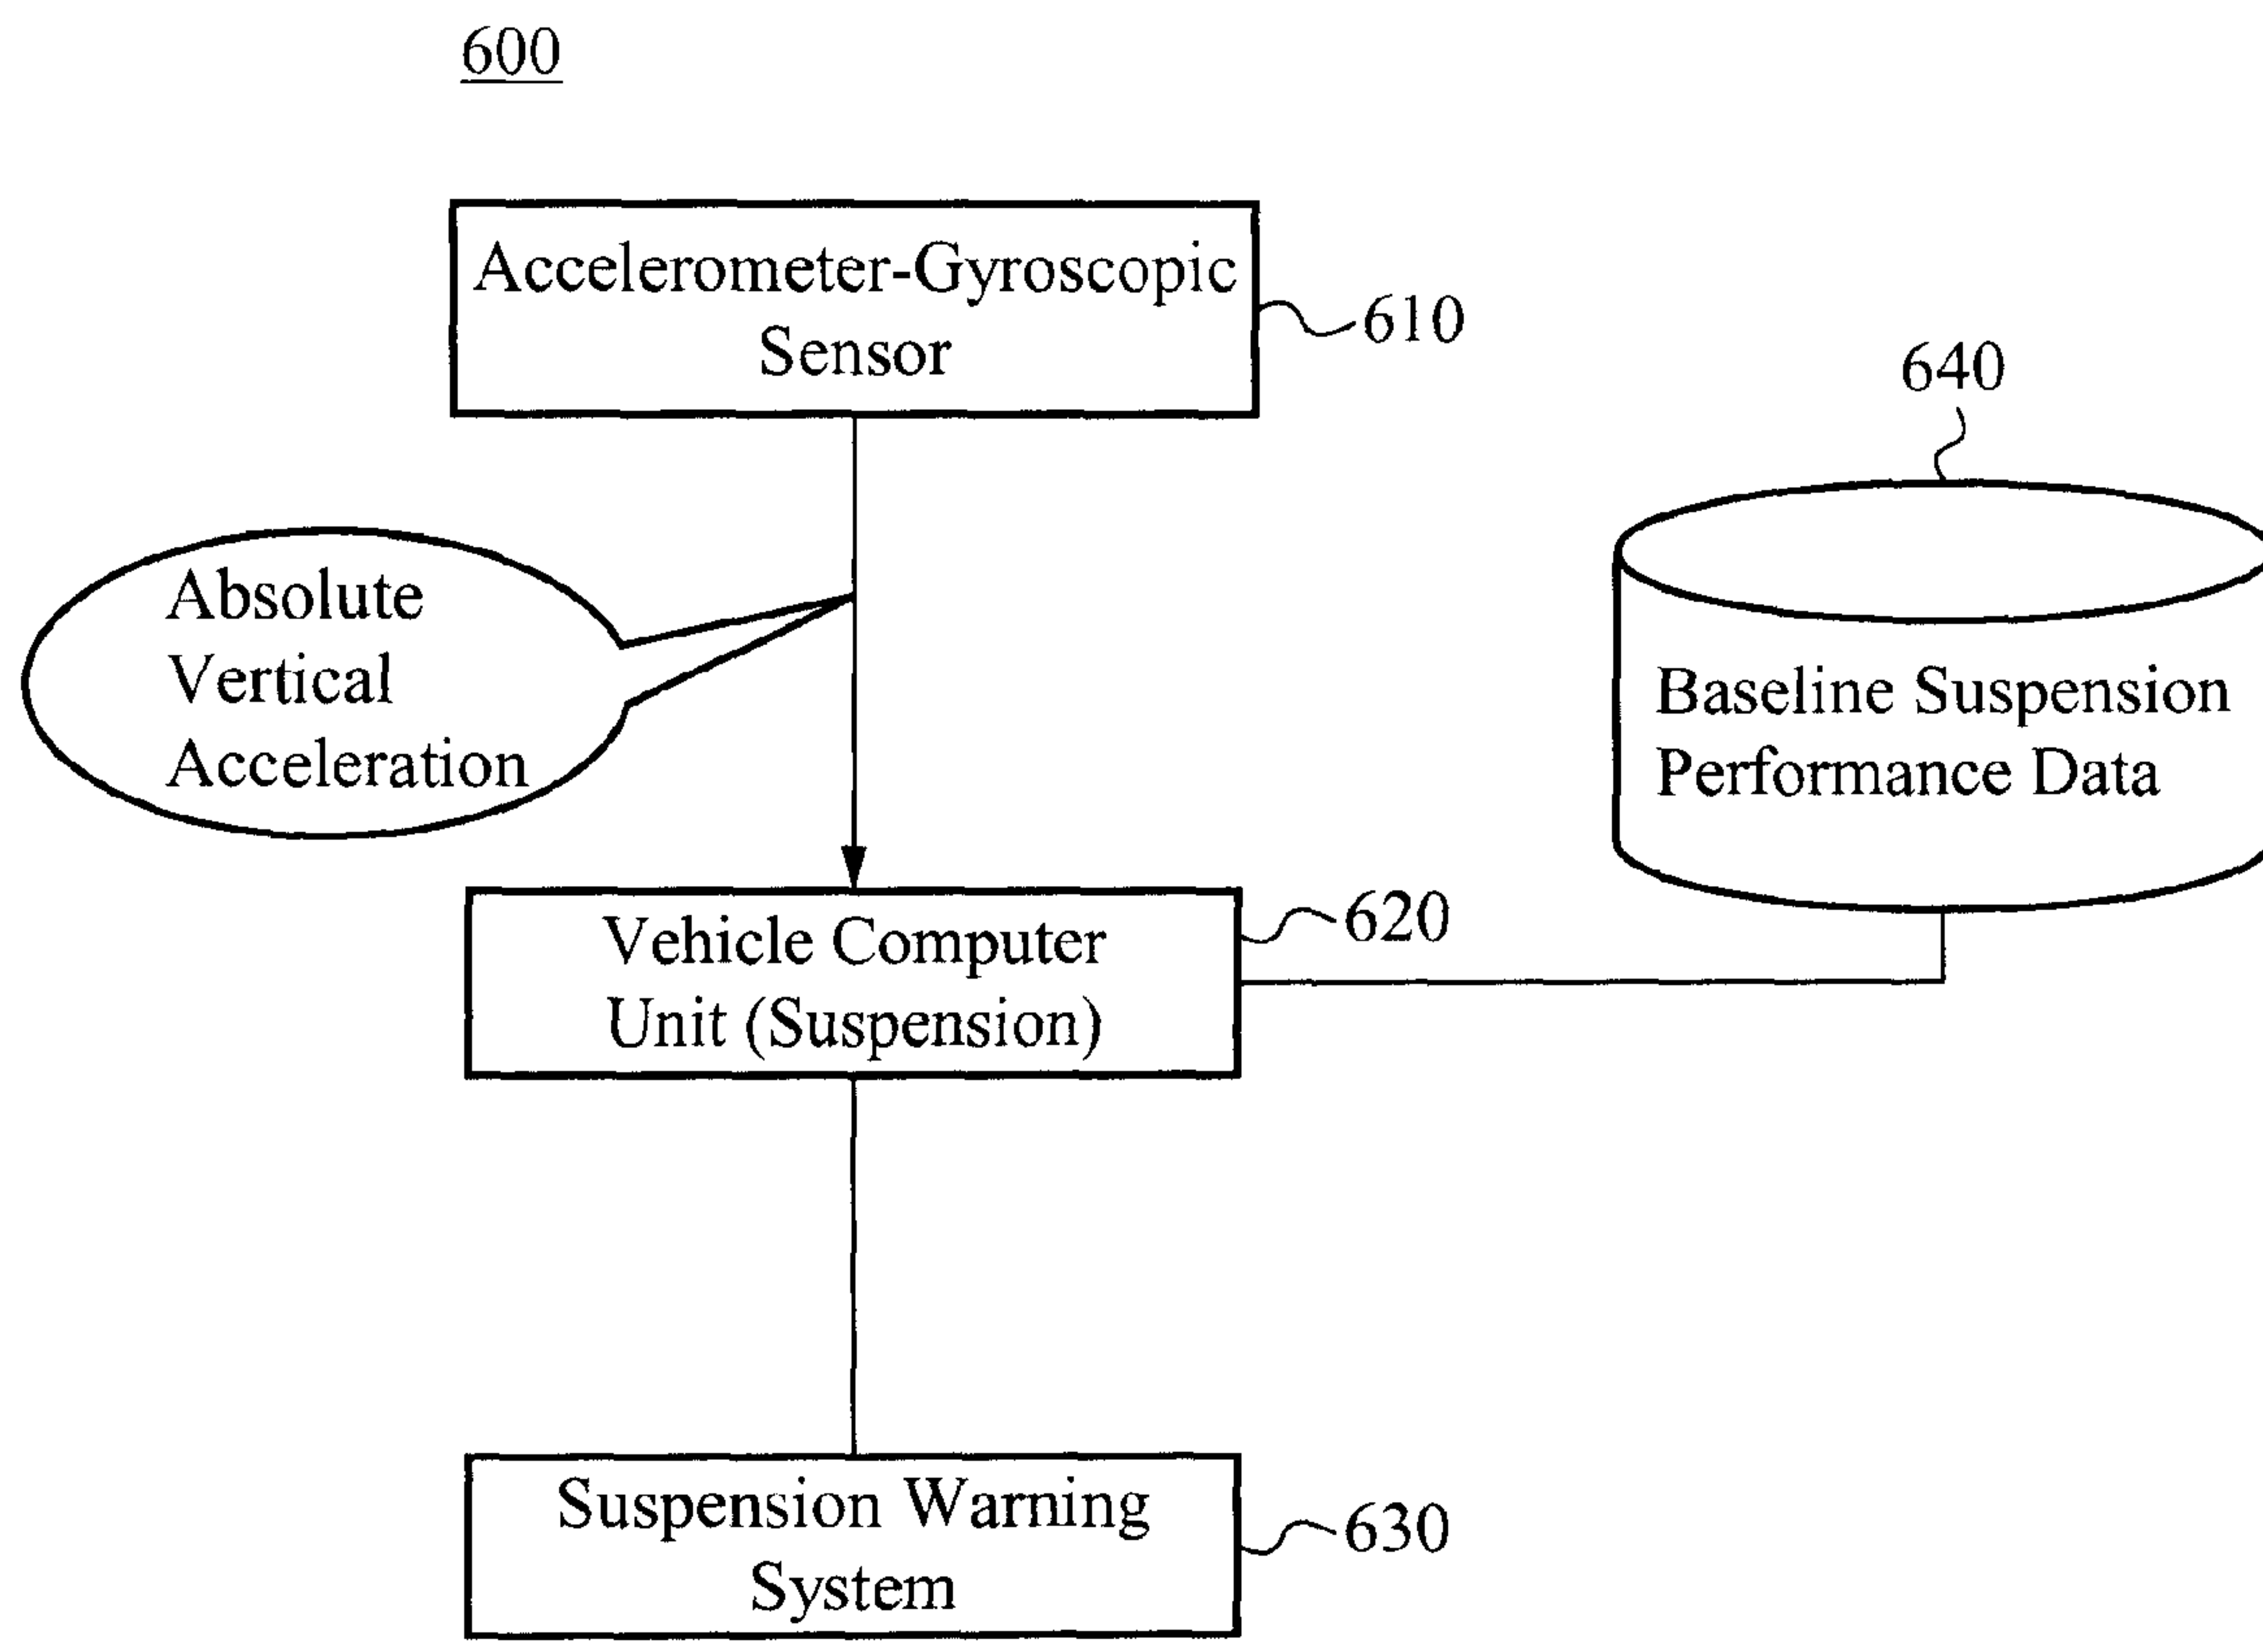 600
Accelerometer-Gyroscopic
Sensor
610
640
Absolute
Vertical
Acceleration
Baseline Suspension
Performance Data
Vehicle Computer
Unit (Suspension)
620
Suspension Warning
System
630